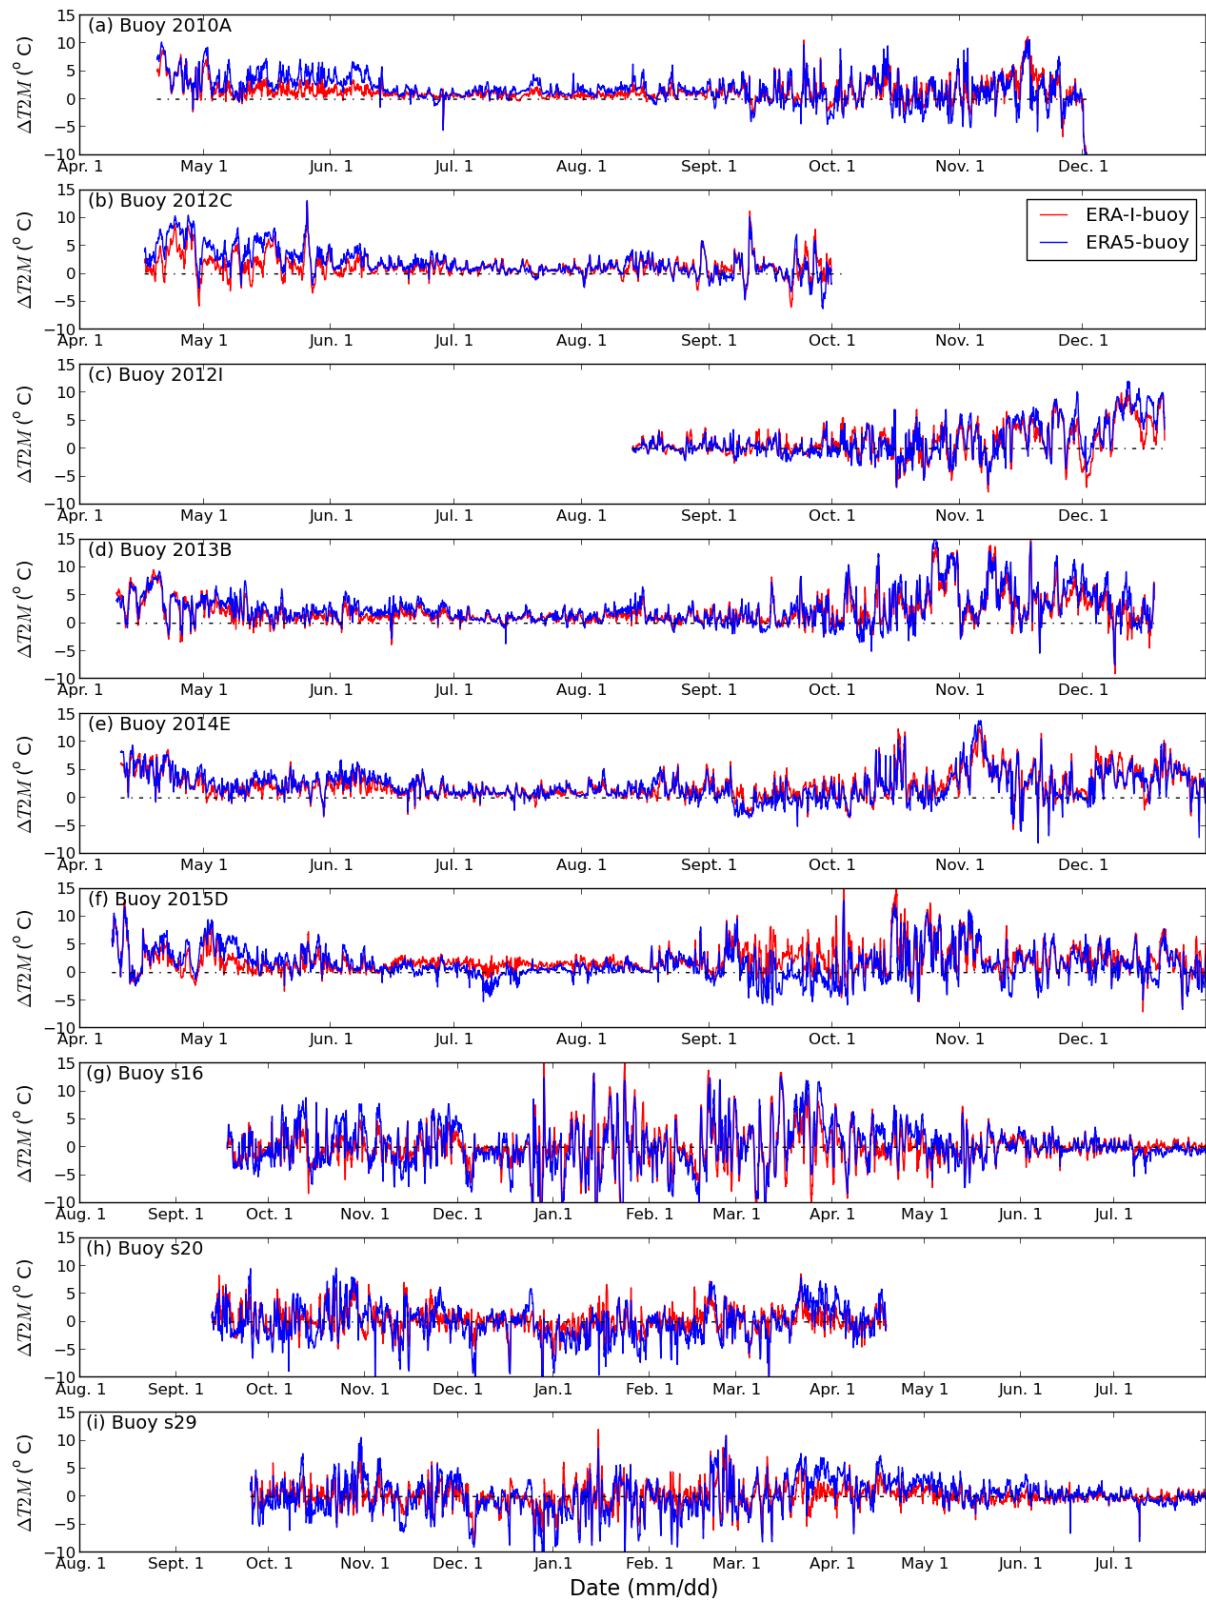 (a) Buoy 2010A
ΔT2M (° C)
15
10
5
0
−5
−10
Apr. 1 May 1 Jun. 1 Jul. 1 Aug. 1 Sept. 1 Oct. 1 Nov. 1 Dec. 1
(b) Buoy 2012C
ERA-I-buoy
ERA5-buoy
ΔT2M (° C)
15
10
5
0
−5
−10
Apr. 1 May 1 Jun. 1 Jul. 1 Aug. 1 Sept. 1 Oct. 1 Nov. 1 Dec. 1
(c) Buoy 2012I
ΔT2M (° C)
15
10
5
0
−5
−10
Apr. 1 May 1 Jun. 1 Jul. 1 Aug. 1 Sept. 1 Oct. 1 Nov. 1 Dec. 1
(d) Buoy 2013B
ΔT2M (° C)
15
10
5
0
−5
−10
Apr. 1 May 1 Jun. 1 Jul. 1 Aug. 1 Sept. 1 Oct. 1 Nov. 1 Dec. 1
(e) Buoy 2014E
ΔT2M (° C)
15
10
5
0
−5
−10
Apr. 1 May 1 Jun. 1 Jul. 1 Aug. 1 Sept. 1 Oct. 1 Nov. 1 Dec. 1
(f) Buoy 2015D
ΔT2M (° C)
15
10
5
0
−5
−10
Apr. 1 May 1 Jun. 1 Jul. 1 Aug. 1 Sept. 1 Oct. 1 Nov. 1 Dec. 1
(g) Buoy s16
ΔT2M (° C)
15
10
5
0
−5
−10
Aug. 1 Sept. 1 Oct. 1 Nov. 1 Dec. 1 Jan.1 Feb. 1 Mar. 1 Apr. 1 May 1 Jun. 1 Jul. 1
(h) Buoy s20
ΔT2M (° C)
15
10
5
0
−5
−10
Aug. 1 Sept. 1 Oct. 1 Nov. 1 Dec. 1 Jan.1 Feb. 1 Mar. 1 Apr. 1 May 1 Jun. 1 Jul. 1
(i) Buoy s29
ΔT2M (° C)
15
10
5
0
−5
−10
Aug. 1 Sept. 1 Oct. 1 Nov. 1 Dec. 1 Jan.1 Feb. 1 Mar. 1 Apr. 1 May 1 Jun. 1 Jul. 1
Date (mm/dd)